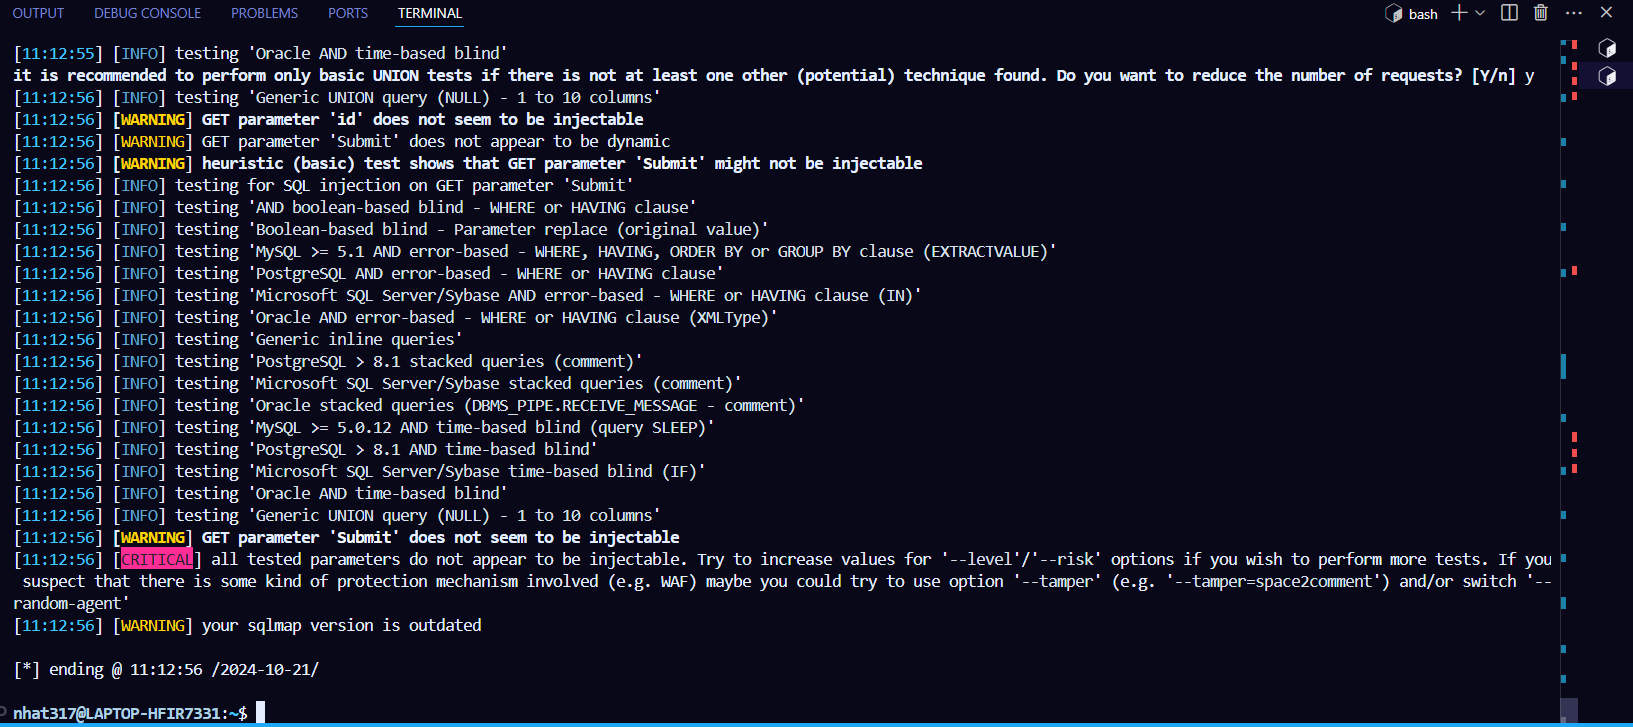 OUTPUT DEBUG CONSOLE PROBLEMS PORTS TERMINAL bash
[11:12:55] [INFO] testing 'Oracle AND time-based blind'
it is recommended to perform only basic UNION tests if there is not at least one other (potential) technique found. Do you want to reduce the number of requests? [Y/n] y
[11:12:56] [INFO] testing 'Generic UNION query (NULL) - 1 to 10 columns'
[11:12:56] [WARNING] GET parameter 'id' does not seem to be injectable
[11:12:56] [WARNING] GET parameter 'Submit' does not appear to be dynamic
[11:12:56] [WARNING] heuristic (basic) test shows that GET parameter 'Submit' might not be injectable
[11:12:56] [INFO] testing for SQL injection on GET parameter 'Submit'
[11:12:56] [INFO] testing 'AND boolean-based blind - WHERE or HAVING clause'
[11:12:56] [INFO] testing 'Boolean-based blind - Parameter replace (original value)'
[11:12:56] [INFO] testing 'MySQL >= 5.1 AND error-based - WHERE, HAVING, ORDER BY or GROUP BY clause (EXTRACTVALUE)'
[11:12:56] [INFO] testing 'PostgreSQL AND error-based - WHERE or HAVING clause'
[11:12:56] [INFO] testing 'Microsoft SQL Server/Sybase AND error-based - WHERE or HAVING clause (IN)'
[11:12:56] [INFO] testing 'Oracle AND error-based - WHERE or HAVING clause (XMLType)'
[11:12:56] [INFO] testing 'Generic inline queries'
[11:12:56] [INFO] testing 'PostgreSQL > 8.1 stacked queries (comment)'
[11:12:56] [INFO] testing 'Microsoft SQL Server/Sybase stacked queries (comment)'
[11:12:56] [INFO] testing 'Oracle stacked queries (DBMS_PIPE.RECEIVE_MESSAGE - comment)'
[11:12:56] [INFO] testing 'MySQL >= 5.0.12 AND time-based blind (query SLEEP)'
[11:12:56] [INFO] testing 'PostgreSQL > 8.1 AND time-based blind'
[11:12:56] [INFO] testing 'Microsoft SQL Server/Sybase time-based blind (IF)'
[11:12:56] [INFO] testing 'Oracle AND time-based blind'
[11:12:56] [INFO] testing 'Generic UNION query (NULL) - 1 to 10 columns'
[11:12:56] [WARNING] GET parameter 'Submit' does not seem to be injectable
[11:12:56] [CRITICAL] all tested parameters do not appear to be injectable. Try to increase values for '--level'/'--risk' options if you wish to perform more tests. If you
suspect that there is some kind of protection mechanism involved (e.g. WAF) maybe you could try to use option '--tamper' (e.g. '--tamper=space2comment') and/or switch '--
random-agent'
[11:12:56] [WARNING] your sqlmap version is outdated
[*] ending @ 11:12:56 /2024-10-21/
nhat317@LAPTOP-HFIR7331:~$